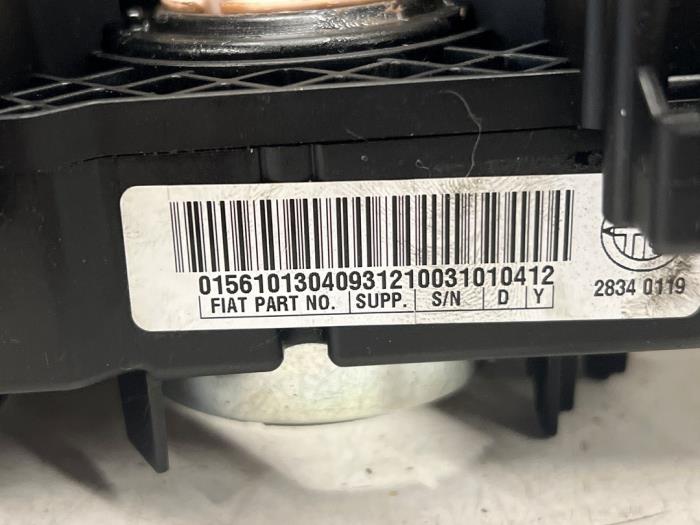 01561013040931210031010412
FIAT PART NO. SUPP. S/N D Y
2834 0119